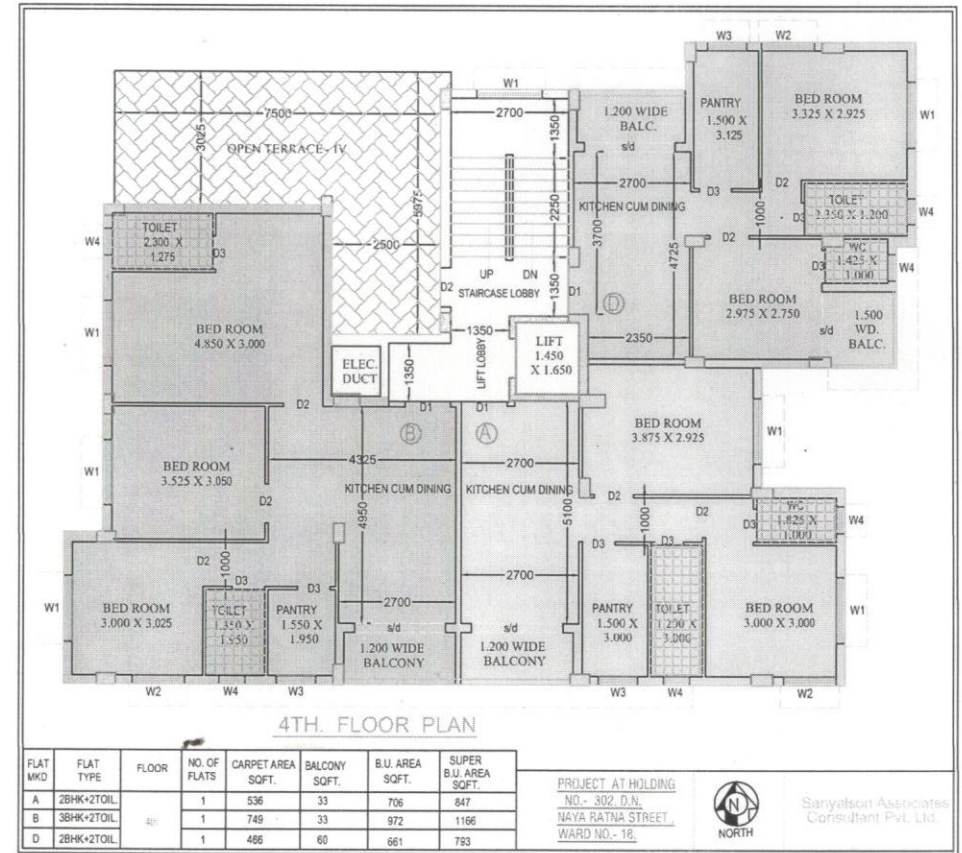 W3 W2
W1
7500
3025
OPEN TERRACE - IV
2700
1350
1.200 WIDE
BALC.
s/d
PANTRY
1.500 X
3.125
BED ROOM
3.325 X 2.925
W1
5975
2250
2700
KITCHEN CUM DINING
3700
4725
D3
D2
1000
D3
TOILET
2.350 X 1.200
W4
TOILET
2.300 X
1.275
W4
D3
2500
UP DN
STAIRCASE LOBBY
D2
1350
D1
D
D2
WC
1.425 X
1.000
D3
W4
BED ROOM
2.975 X 2.750
s/d
1.500
WD.
BALC.
W1
BED ROOM
4.850 X 3.000
ELEC.
DUCT
1350
1350
LIFT LOBBY
LIFT
1.450
X 1.650
2350
D2
D1
D1
B
A
BED ROOM
3.875 X 2.925
W1
W1
BED ROOM
3.525 X 3.050
D2
4325
KITCHEN CUM DINING
4950
2700
KITCHEN CUM DINING
5100
D2
1000
D2
D3
WC
1.825 X
1.000
W4
D2
1000
D3
D3
D3
D3
W1
BED ROOM
3.000 X 3.025
TOILET
1.350 X
1.950
PANTRY
1.550 X
1.950
2700
s/d
1.200 WIDE
BALCONY
2700
s/d
1.200 WIDE
BALCONY
PANTRY
1.500 X
3.000
TOILET
1.200 X
3.000
BED ROOM
3.000 X 3.000
W1
W2 W4 W3
W3 W4 W2
4TH. FLOOR PLAN
FLAT MKD FLAT TYPE FLOOR NO. OF FLATS CARPET AREA SQFT. BALCONY SQFT. B.U. AREA SQFT. SUPER B.U. AREA SQFT.
A 2BHK+2TOIL. 4th 1 536 33 706 847
B 3BHK+2TOIL. 1 749 33 972 1166
D 2BHK+2TOIL. 1 466 60 661 793
PROJECT AT HOLDING
NO.- 302, D.N.
NAYA RATNA STREET,
WARD NO.- 18.
N
NORTH
Sanyalson Associates
Consultant Pvt. Ltd.